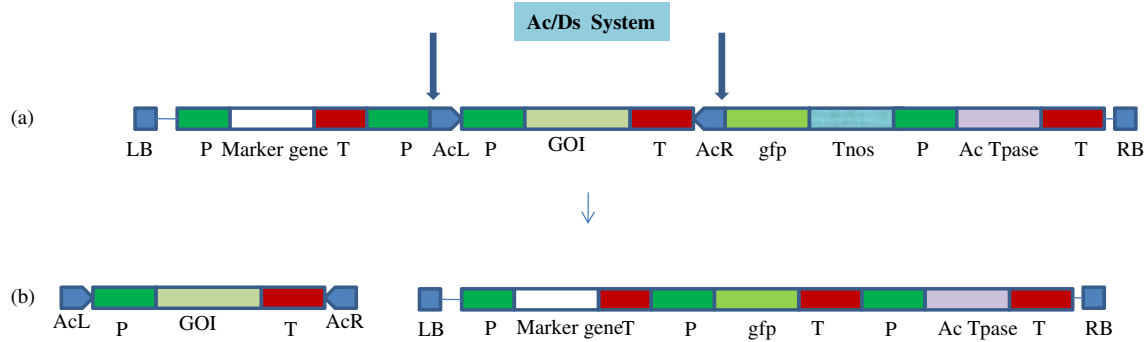 Ac/Ds System
(a)
LB P Marker gene T P AcL P GOI T AcR gfp Tnos P Ac Tpase T RB
(b)
AcL P GOI T AcR LB P Marker geneT P gfp T P Ac Tpase T RB